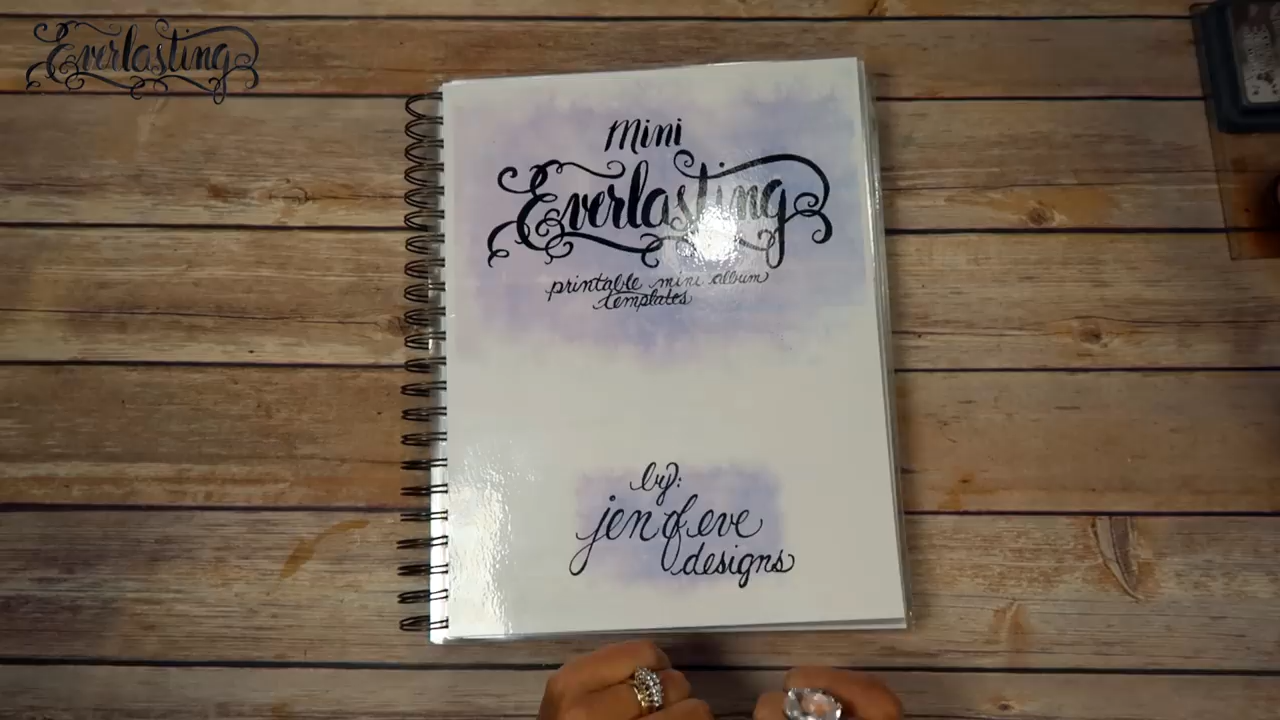 Everlasting
Mini
Everlasting
printable mini album
templates
by:
jen of eve
designs